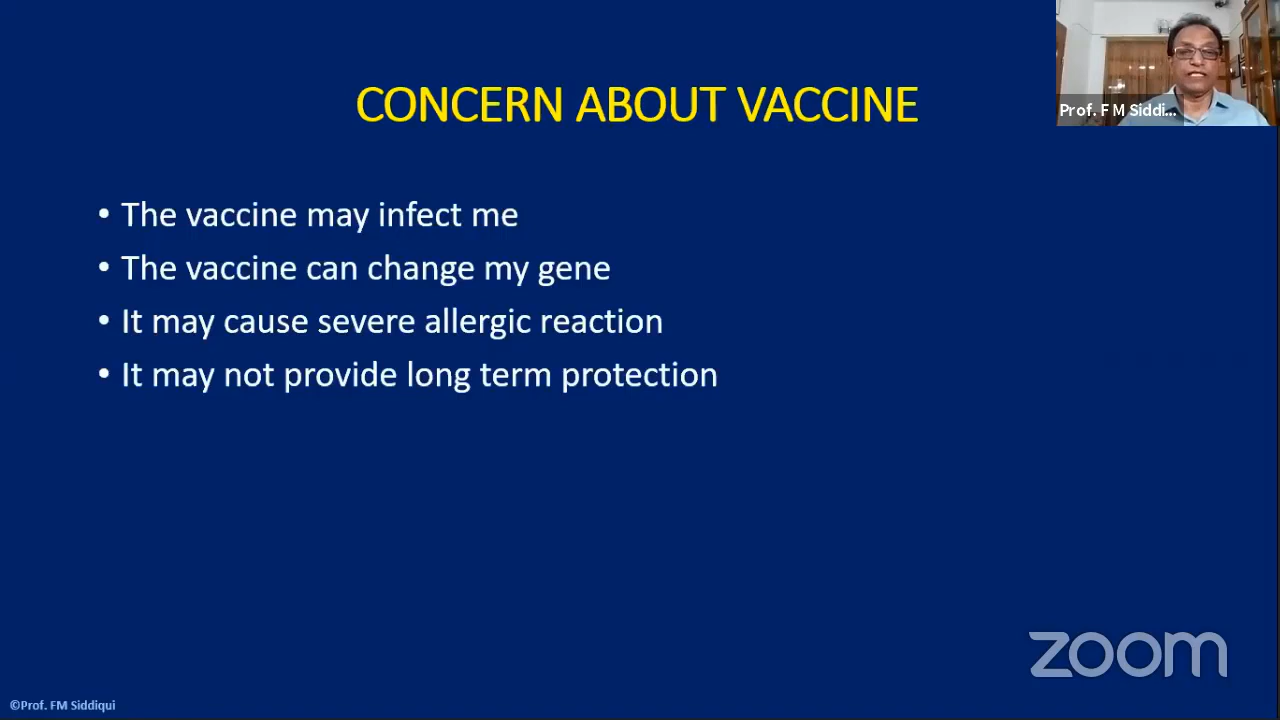 CONCERN ABOUT VACCINE
Prof. F M Siddi...
• The vaccine may infect me
• The vaccine can change my gene
• It may cause severe allergic reaction
• It may not provide long term protection
zoom
©Prof. FM Siddiqui